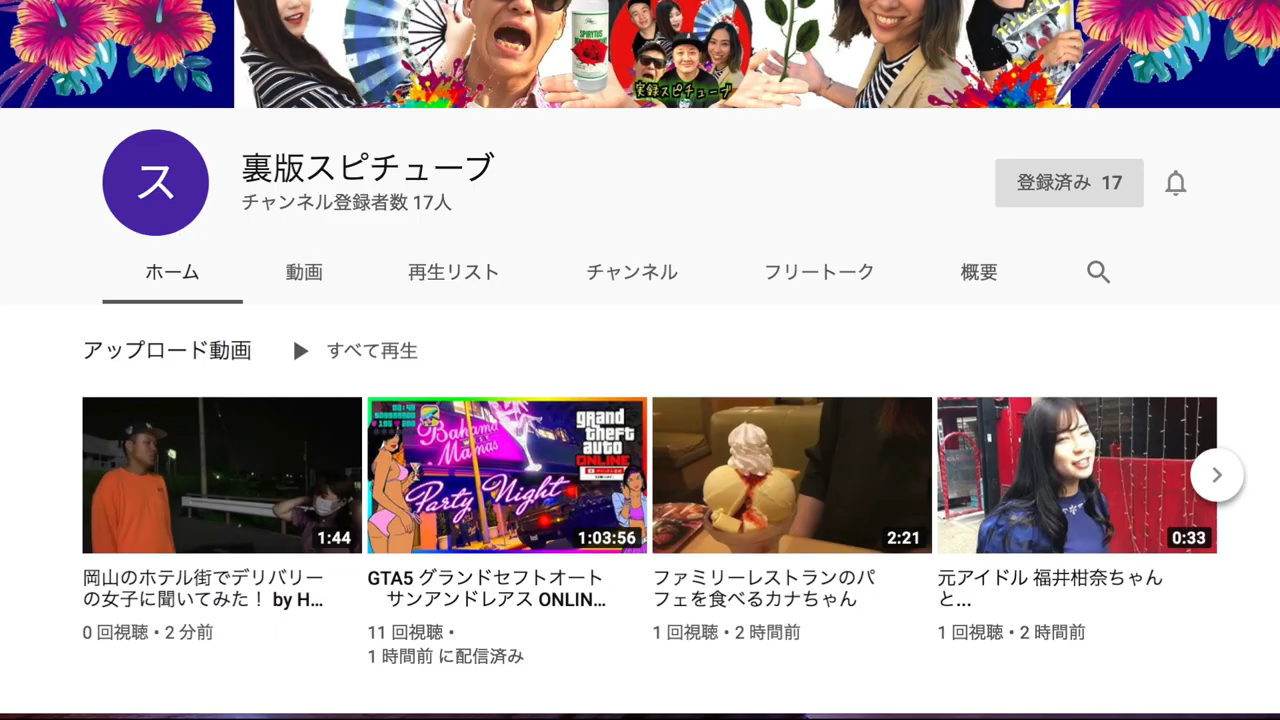 SPIRYTUS
実録スピチューブ
ス
裏版スピチューブ
チャンネル登録者数 17人
登録済み 17
ホーム
動画
再生リスト
チャンネル
フリートーク
概要
アップロード動画
すべて再生
1:44
Bahama
Mamas
Party Night
grand
theft
auto
ONLINE
1:03:56
2:21
0:33
岡山のホテル街でデリバリー
の女子に聞いてみた！ by H...
0 回視聴・2 分前
GTA5 グランドセフトオート
サンアンドレアス ONLIN...
11 回視聴・
1 時間前 に配信済み
ファミリーレストランのパ
フェを食べるカナちゃん
1 回視聴・2 時間前
元アイドル 福井柑奈ちゃん
と...
1 回視聴・2 時間前